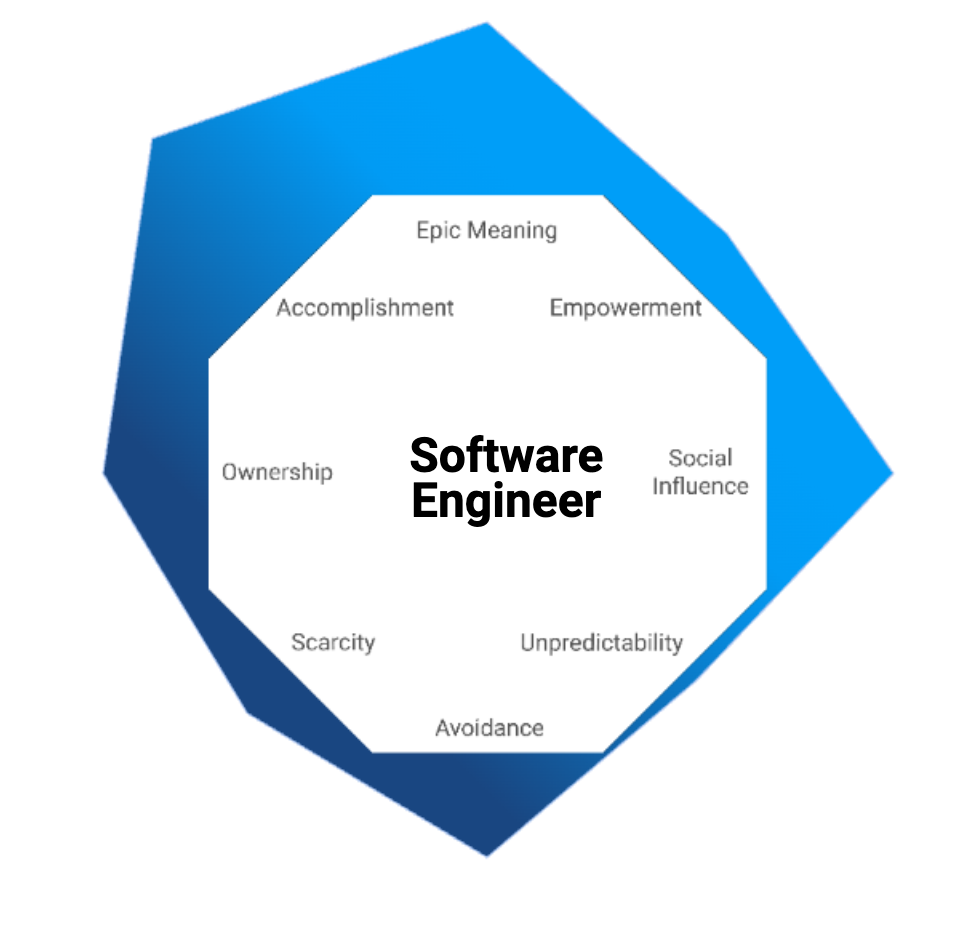 Epic Meaning
Accomplishment
Empowerment
Ownership
Software
Engineer
Social
Influence
Scarcity
Unpredictability
Avoidance